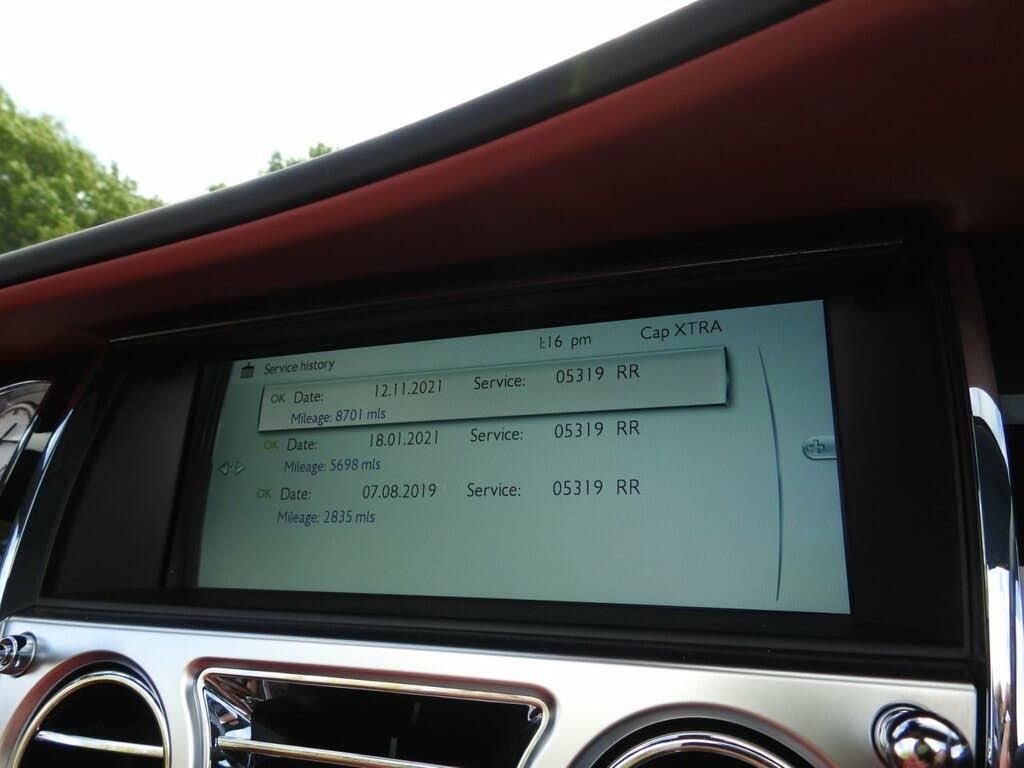 1:16 pm Cap XTRA
Service history
OK Date: 12.11.2021 Service: 05319 RR
Mileage: 8701 mls
OK Date: 18.01.2021 Service: 05319 RR
Mileage: 5698 mls
OK Date: 07.08.2019 Service: 05319 RR
Mileage: 2835 mls